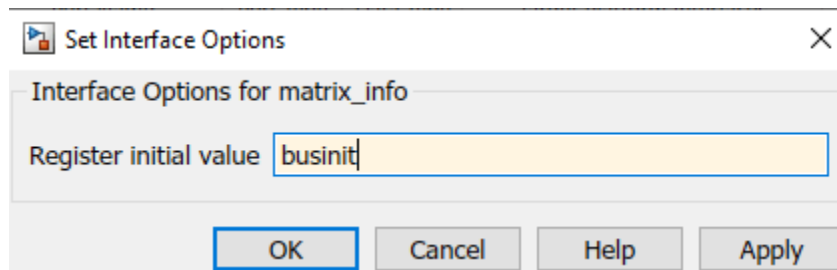 Set Interface Options
Interface Options for matrix_info
Register initial value businit
OK Cancel Help Apply